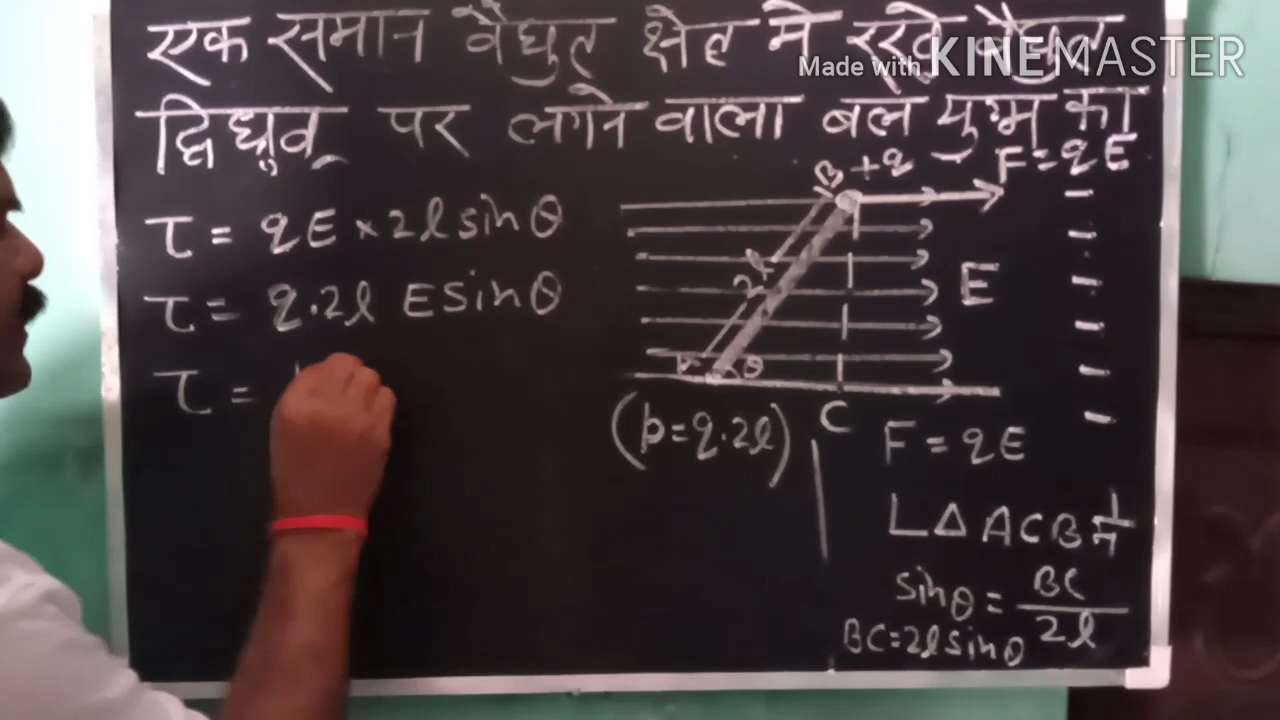 एक समान वैधुत क्षेत्र मे रखे वैधुत
Made with KINEMASTER
द्विध्रुव पर लगने वाला बल युग्म का
B +q F = qE
τ = qE × 2l sinθ
τ = q.2l E sinθ
2l
E
θ
τ =
(p = q.2l)
C
F = qE
L△ ACB में
sinθ = BC / 2l
BC = 2l sinθ